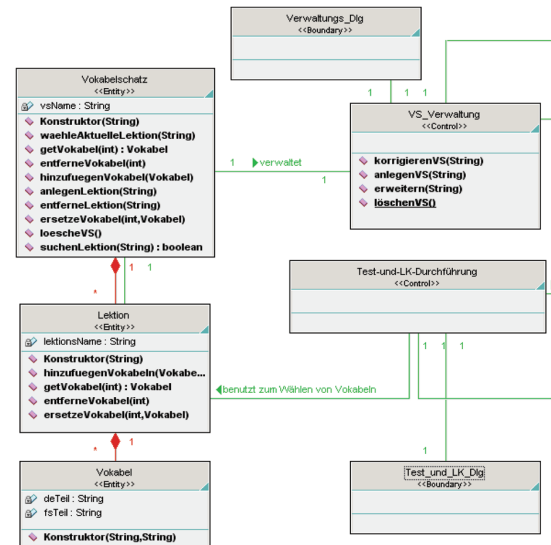 Verwaltungs_Dlg
<<Boundary>>
1 1 1
Vokabelschatz
<<Entity>>
vsName : String
Konstruktor(String)
waehleAktuelleLektion(String)
getVokabel(int) : Vokabel
entferneVokabel(int)
hinzufuegenVokabel(Vokabel)
anlegenLektion(String)
entferneLektion(String)
ersetzeVokabel(int,Vokabel)
loescheVS()
suchenLektion(String) : boolean
VS_Verwaltung
<<Control>>
korrigierenVS(String)
anlegenVS(String)
erweitern(String)
löschenVS()
1 verwaltet
1
1 1
*
Test-und-LK-Durchführung
<<Control>>
Lektion
<<Entity>>
lektionsName : String
Konstruktor(String)
hinzufuegenVokabeln(Vokabe...
getVokabel(int) : Vokabel
entferneVokabel(int)
ersetzeVokabel(int,Vokabel)
1 1 1
benutzt zum Wählen von Vokabeln
1
*
1
Vokabel
<<Entity>>
deTeil : String
fsTeil : String
Konstruktor(String,String)
Test_und_LK_Dlg
<<Boundary>>